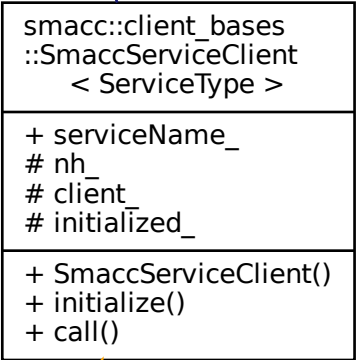 smacc::client_bases
::SmaccServiceClient
< ServiceType >
+ serviceName_
# nh_
# client_
# initialized_
+ SmaccServiceClient()
+ initialize()
+ call()